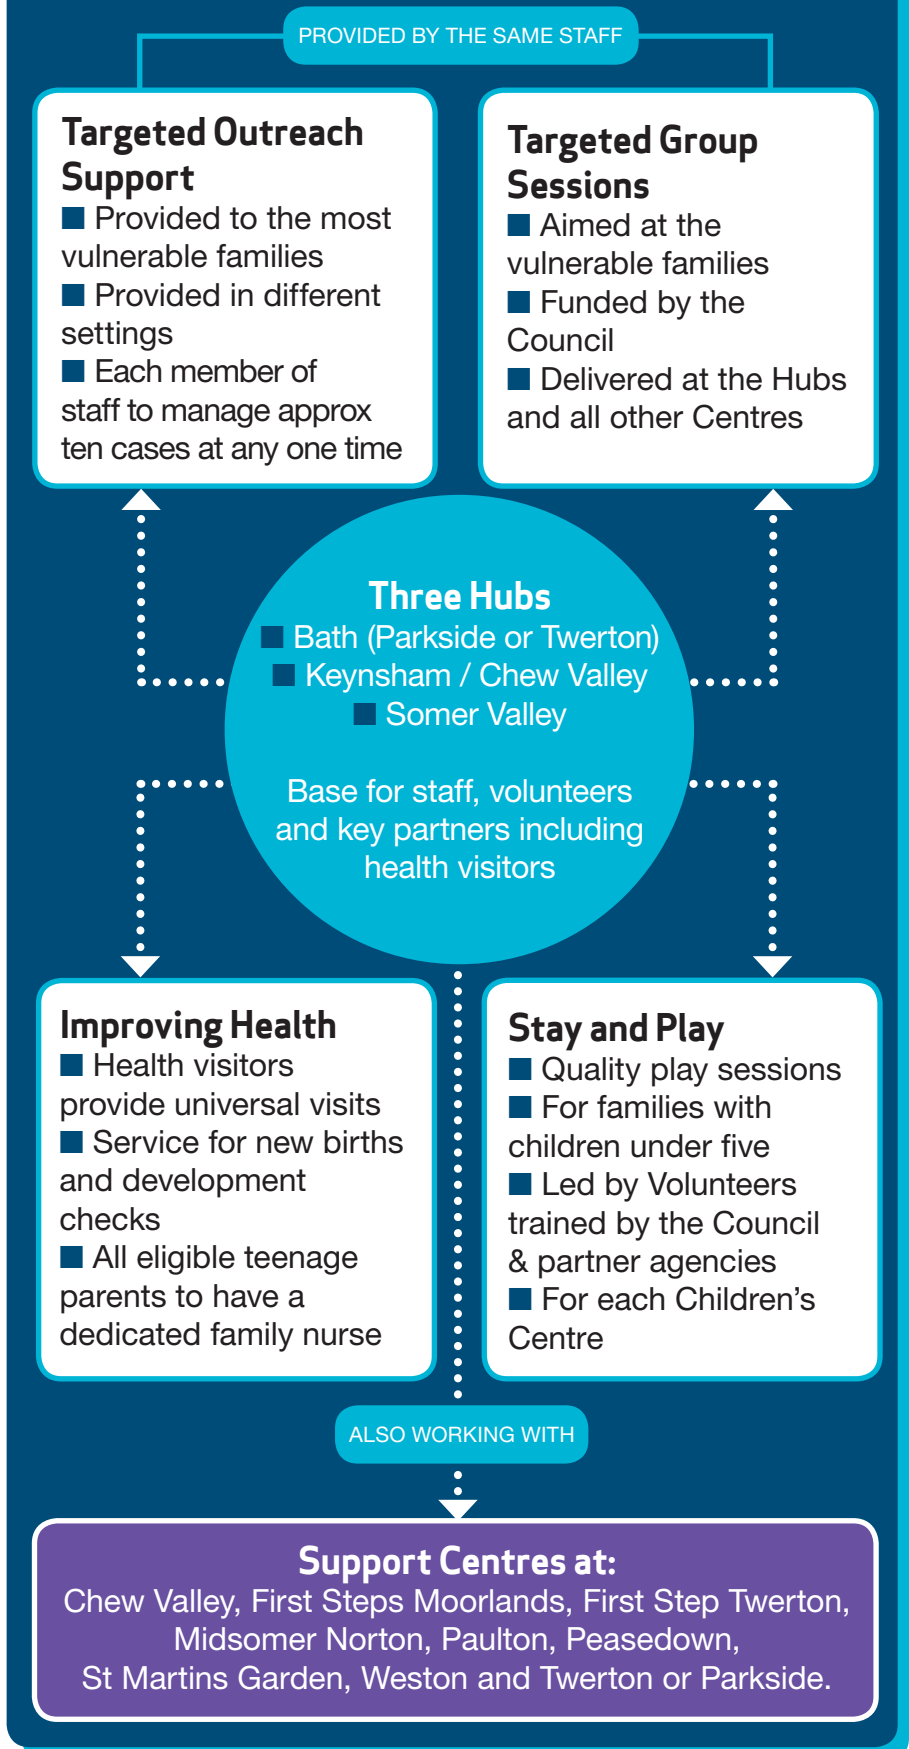 PROVIDED BY THE SAME STAFF
Targeted Outreach
Support
■ Provided to the most
vulnerable families
■ Provided in different
settings
■ Each member of
staff to manage approx
ten cases at any one time
Targeted Group
Sessions
■ Aimed at the
vulnerable families
■ Funded by the
Council
■ Delivered at the Hubs
and all other Centres
Three Hubs
■ Bath (Parkside or Twerton)
■ Keynsham / Chew Valley
■ Somer Valley
Base for staff, volunteers
and key partners including
health visitors
Improving Health
■ Health visitors
provide universal visits
■ Service for new births
and development
checks
■ All eligible teenage
parents to have a
dedicated family nurse
Stay and Play
■ Quality play sessions
■ For families with
children under five
■ Led by Volunteers
trained by the Council
& partner agencies
■ For each Children's
Centre
ALSO WORKING WITH
Support Centres at:
Chew Valley, First Steps Moorlands, First Step Twerton,
Midsomer Norton, Paulton, Peasedown,
St Martins Garden, Weston and Twerton or Parkside.